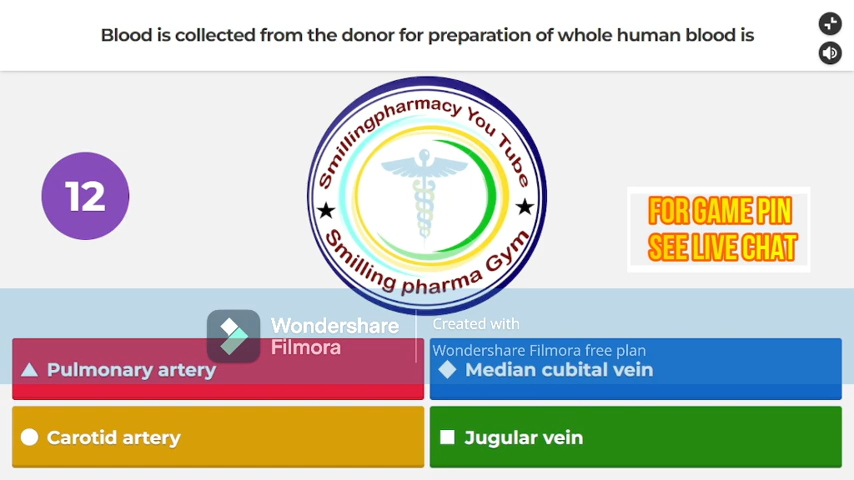 Blood is collected from the donor for preparation of whole human blood is
Smillingpharmacy You Tube
12
FOR GAME PIN
SEE LIVE CHAT
Smilling pharma Gym
Wondershare
Filmora
Created with
Wondershare Filmora free plan
Pulmonary artery
Median cubital vein
Carotid artery
Jugular vein